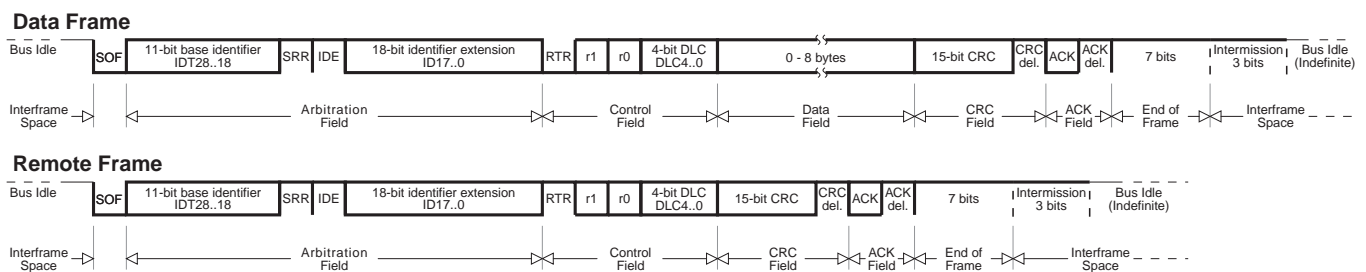 Data Frame
Bus Idle
SOF
11-bit base identifier
IDT28..18
SRR
IDE
18-bit identifier extension
ID17..0
RTR
r1
r0
4-bit DLC
DLC4..0
0 - 8 bytes
15-bit CRC
CRC
del.
ACK
ACK
del.
7 bits
Intermission
3 bits
Bus Idle
(Indefinite)
Interframe
Space
Arbitration
Field
Control
Field
Data
Field
CRC
Field
ACK
Field
End of
Frame
Interframe
Space
Remote Frame
Bus Idle
SOF
11-bit base identifier
IDT28..18
SRR
IDE
18-bit identifier extension
ID17..0
RTR
r1
r0
4-bit DLC
DLC4..0
15-bit CRC
CRC
del.
ACK
ACK
del.
7 bits
Intermission
3 bits
Bus Idle
(Indefinite)
Interframe
Space
Arbitration
Field
Control
Field
CRC
Field
ACK
Field
End of
Frame
Interframe
Space